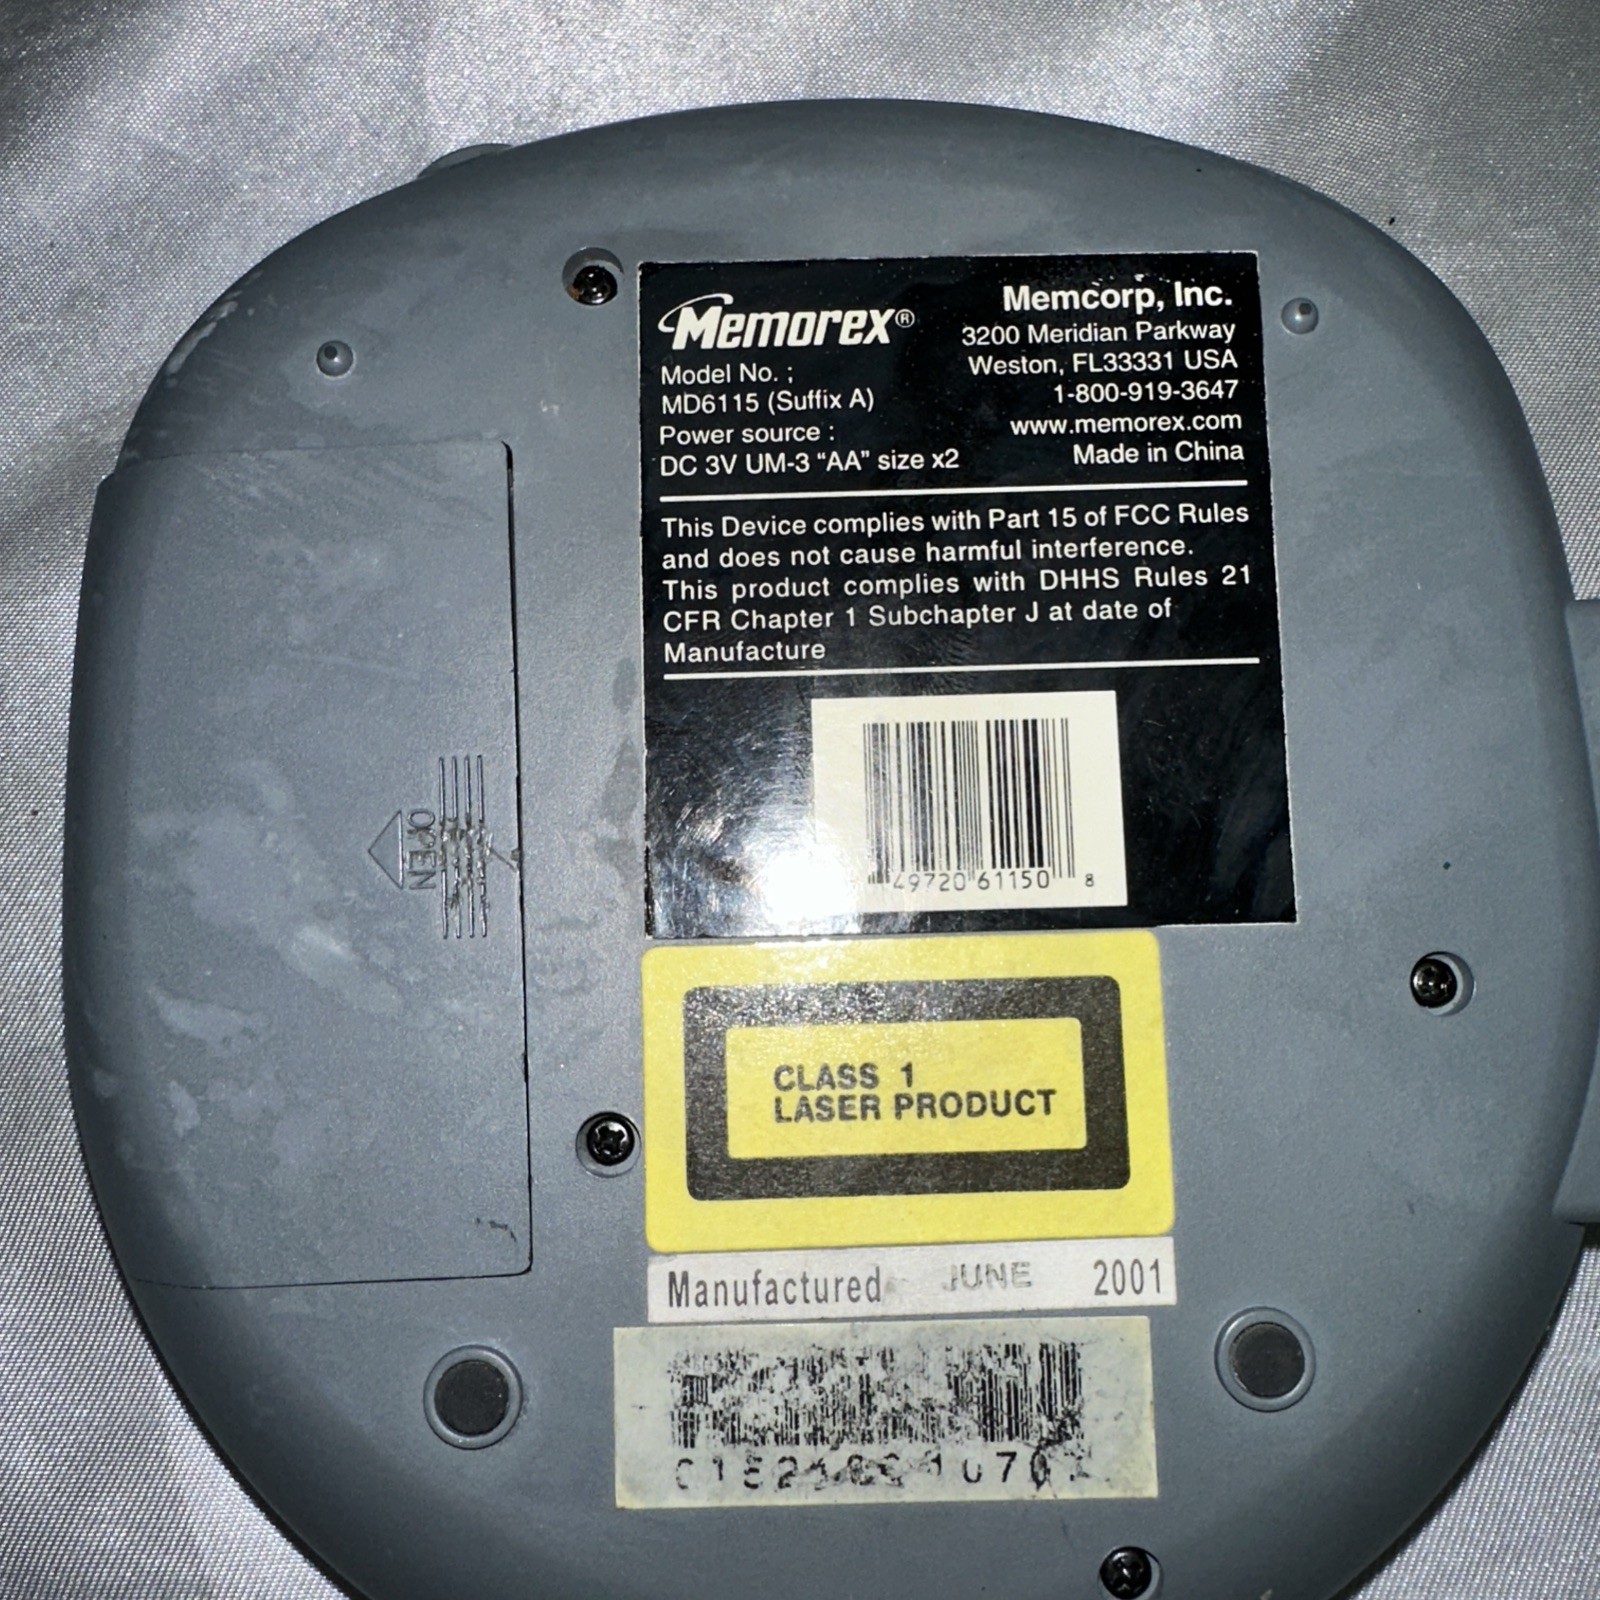 Memorex®
Model No. ;
MD6115 (Suffix A)
Power source :
DC 3V UM-3 “AA” size x2
Memcorp, Inc.
3200 Meridian Parkway
Weston, FL33331 USA
1-800-919-3647
www.memorex.com
Made in China
This Device complies with Part 15 of FCC Rules
and does not cause harmful interference.
This product complies with DHHS Rules 21
CFR Chapter 1 Subchapter J at date of
Manufacture
49720 61150 8
OPEN
CLASS 1
LASER PRODUCT
Manufactured JUNE 2001